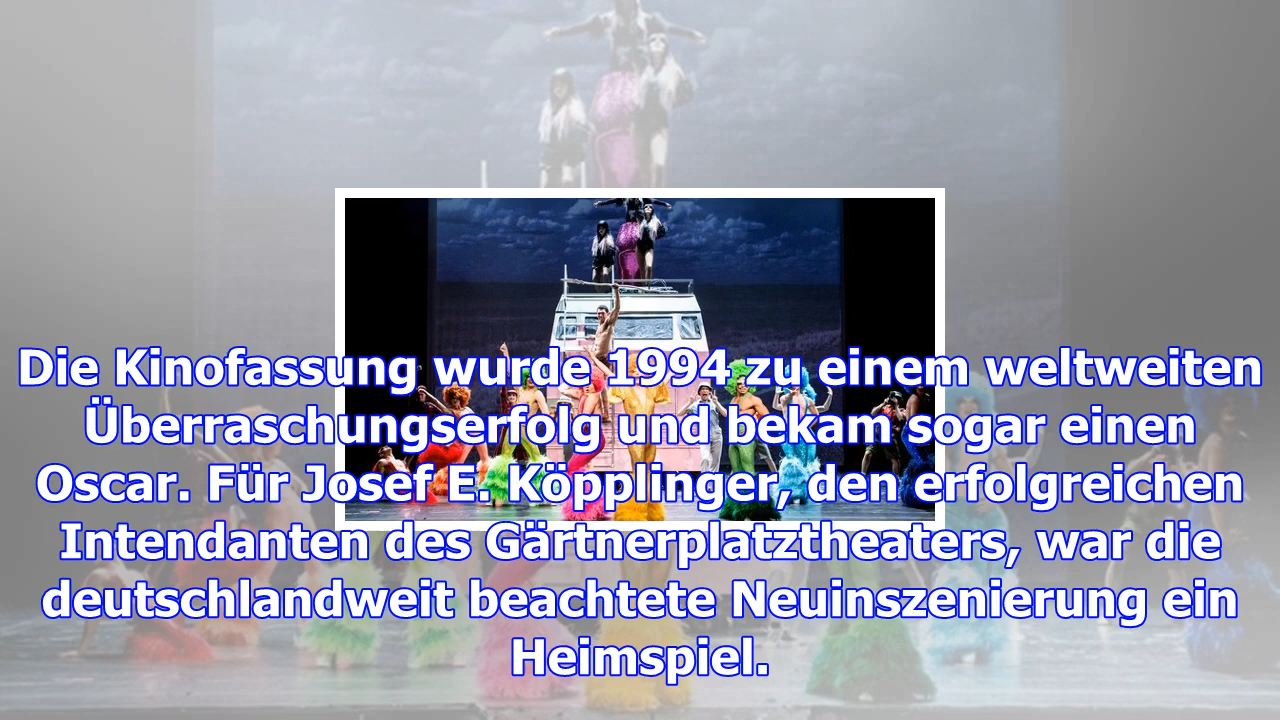 Die Kinofassung wurde 1994 zu einem weltweiten
Überraschungserfolg und bekam sogar einen
Oscar. Für Josef E. Köpplinger, den erfolgreichen
Intendanten des Gärtnerplatztheaters, war die
deutschlandweit beachtete Neuinszenierung ein
Heimspiel.